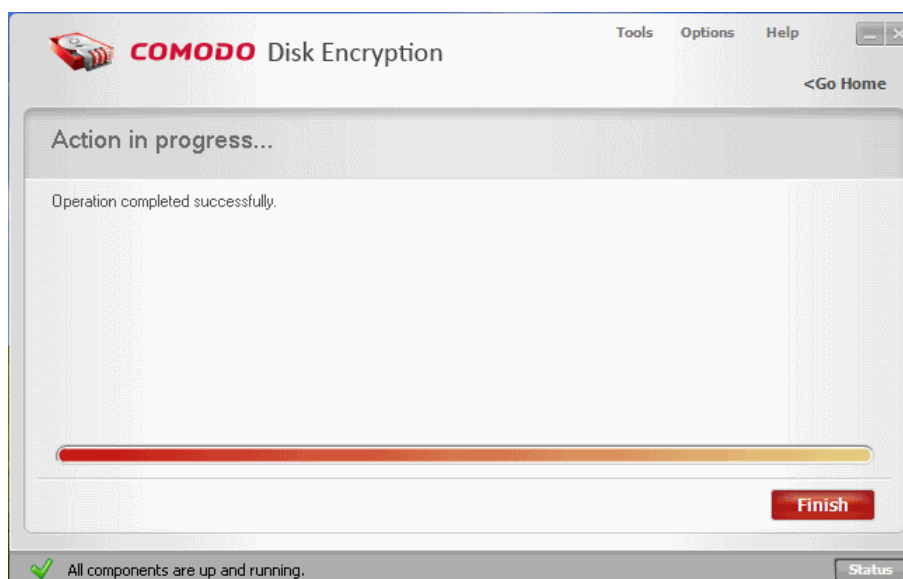 COMODO Disk Encryption
Tools Options Help
<Go Home
Action in progress...
Operation completed successfully.
Finish
All components are up and running.
Status